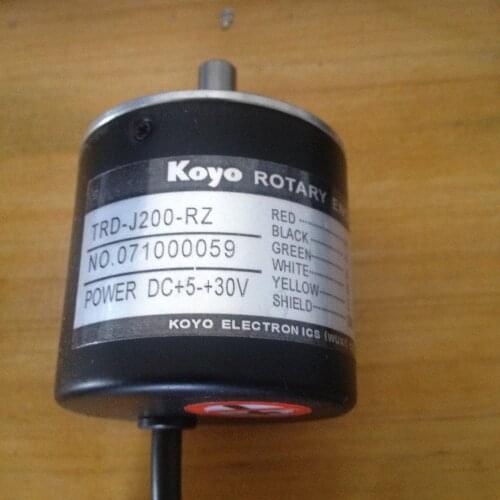 Koyo ROTARY
TRD-J200-RZ
NO.071000059
POWER DC+5-+30V
RED
BLACK
GREEN
WHITE
YELLOW
SHIELD
KOYO ELECTRONICS